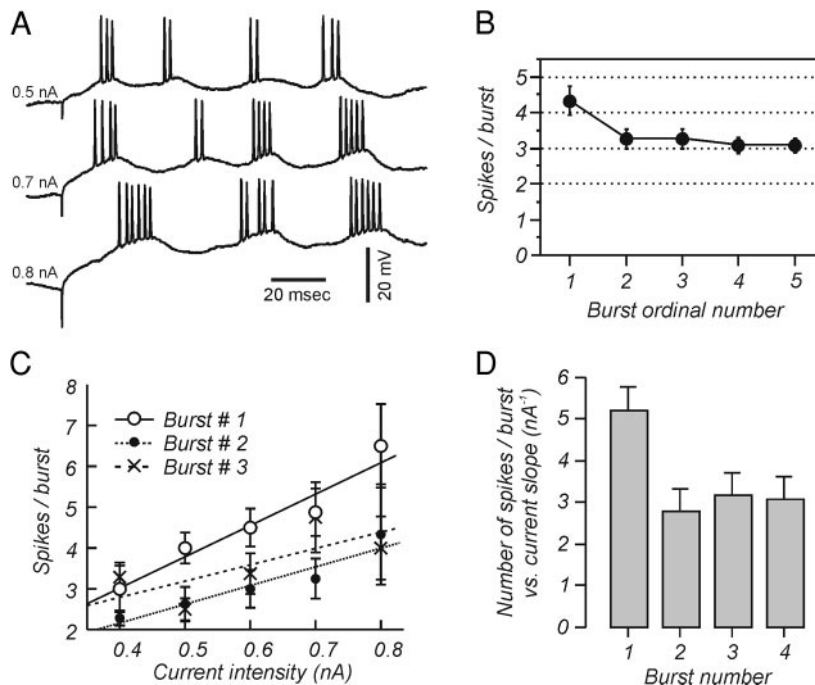 A
0.5 nA
0.7 nA
0.8 nA
20 msec
20 mV
B
Spikes / burst
5
4
3
2
1
0
1 2 3 4 5
Burst ordinal number
C
Spikes / burst
8
7
6
5
4
3
2
Burst # 1
Burst # 2
Burst # 3
0.4 0.5 0.6 0.7 0.8
Current intensity (nA)
D
Number of spikes / burst
vs. current slope (nA⁻¹)
6
5
4
3
2
1
0
1 2 3 4
Burst number